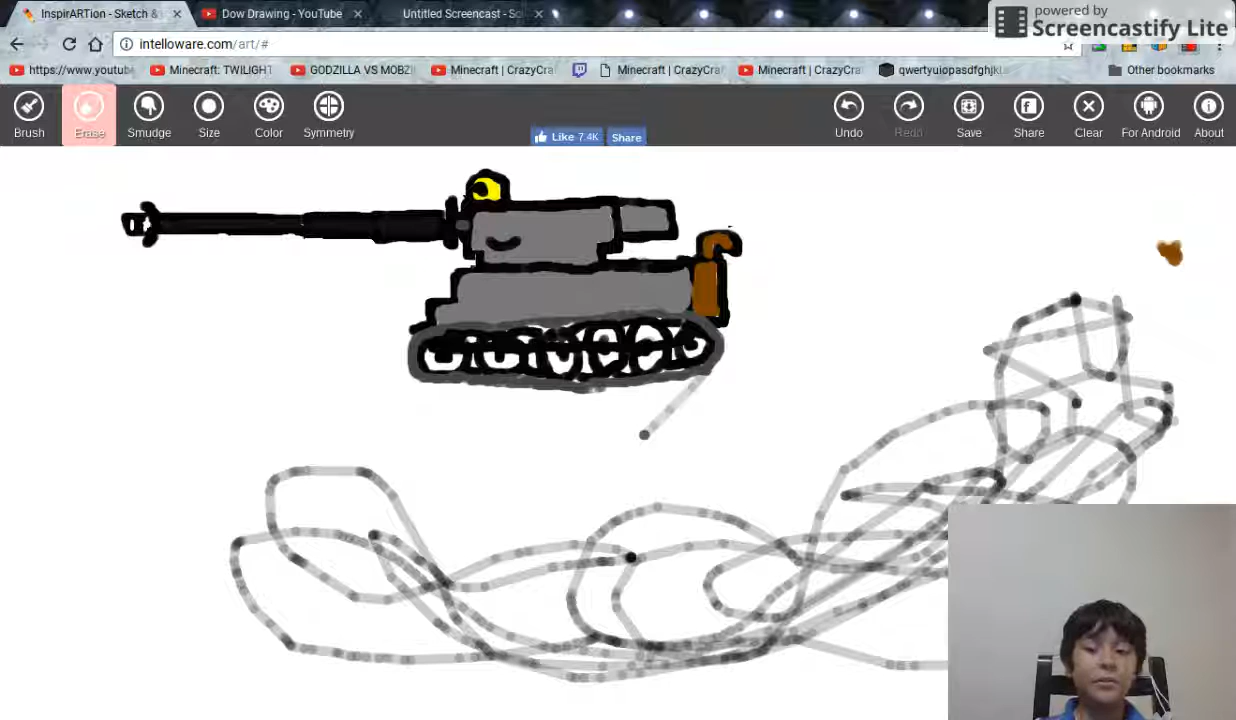 InspirARTion - Sketch &
Dow Drawing - YouTube
Untitled Screencast - Sc
powered by
Screencastify Lite
intelloware.com/art/#
https://www.youtub
Minecraft: TWILIGHT
GODZILLA VS MOBZI
Minecraft | CrazyCra
Minecraft | CrazyCra
Minecraft | CrazyCra
qwertyuiopasdfghjkl
Other bookmarks
Brush
Erase
Smudge
Size
Color
Symmetry
Like 7.4K
Share
Undo
Redo
Save
Share
Clear
For Android
About